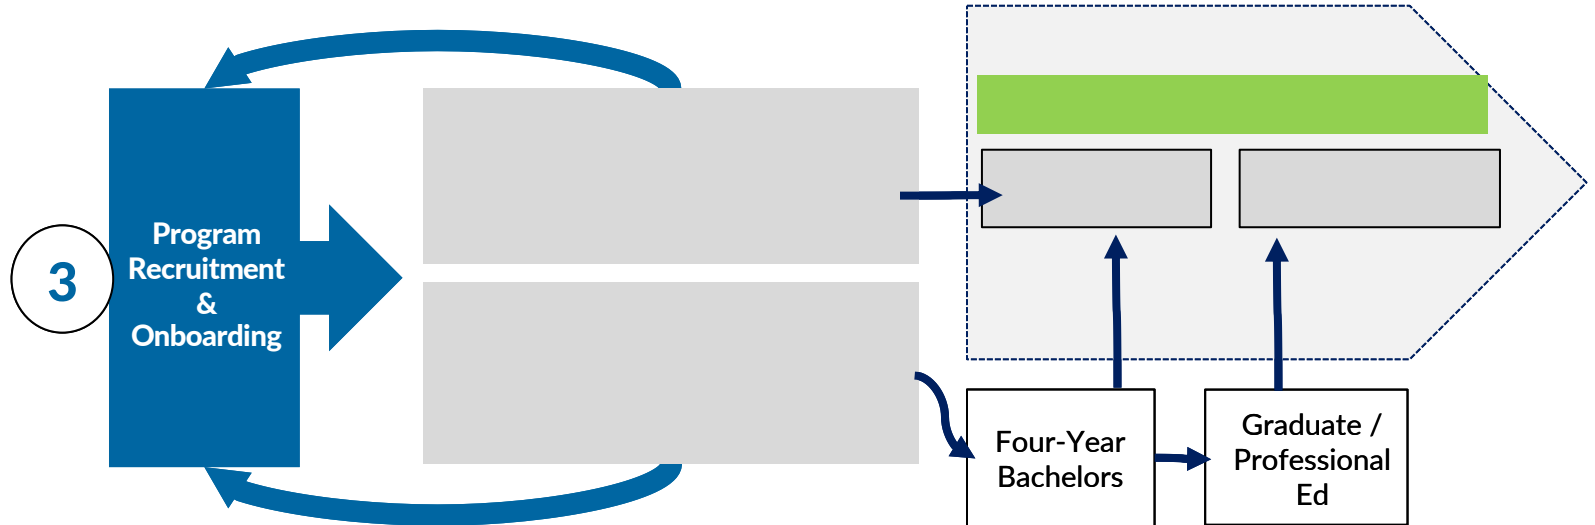 3
Program
Recruitment
&
Onboarding
Four-Year
Bachelors
Graduate /
Professional
Ed